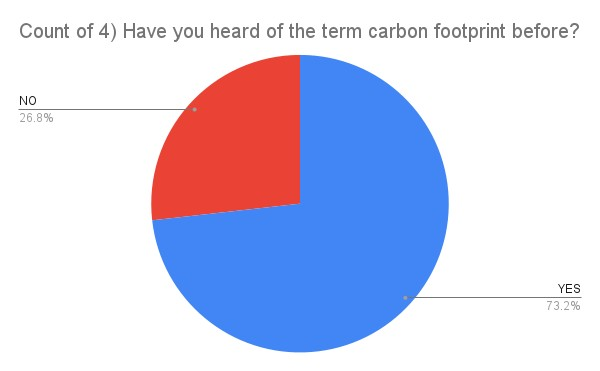 Count of 4) Have you heard of the term carbon footprint before?
NO
26.8%
YES
73.2%